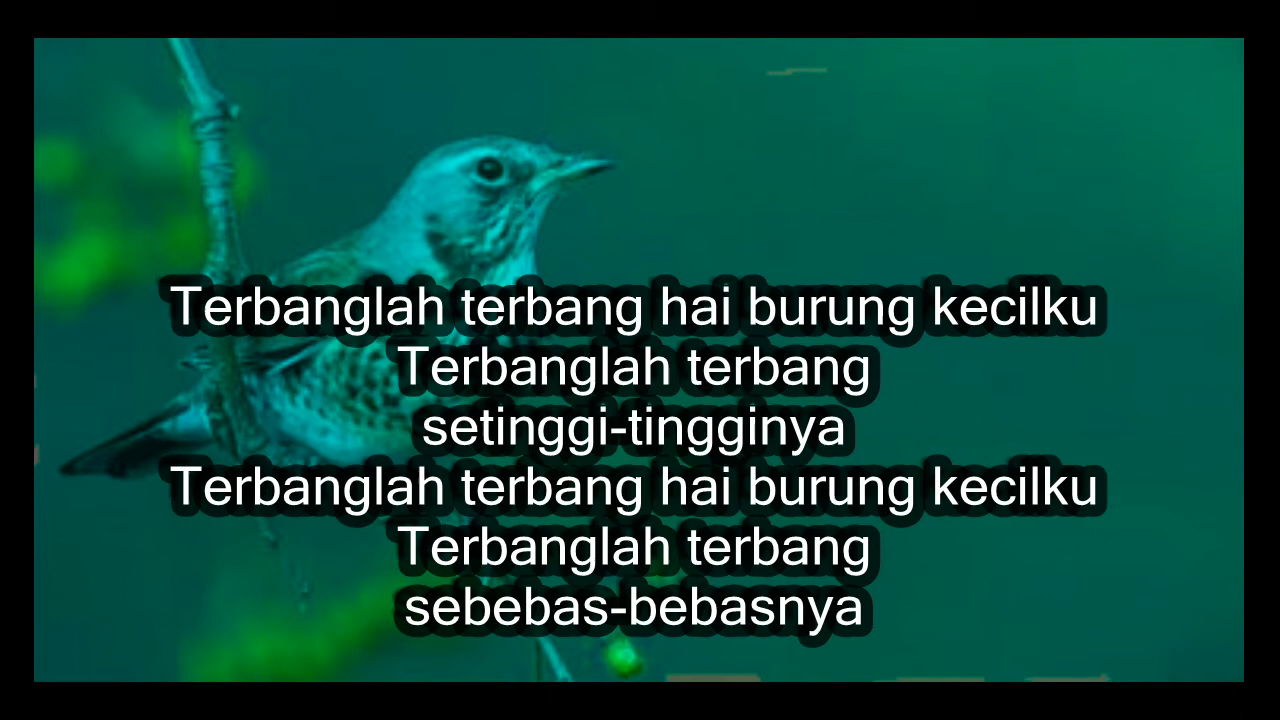 Terbanglah terbang hai burung kecilku
Terbanglah terbang
setinggi-tingginya
Terbanglah terbang hai burung kecilku
Terbanglah terbang
sebebas-bebasnya